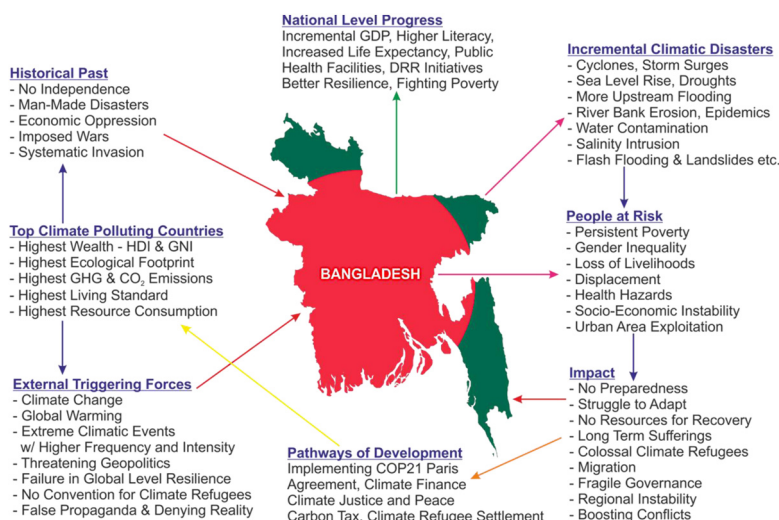 National Level Progress
Incremental GDP, Higher Literacy,
Increased Life Expectancy, Public
Health Facilities, DRR Initiatives
Better Resilience, Fighting Poverty
Historical Past
- No Independence
- Man-Made Disasters
- Economic Oppression
- Imposed Wars
- Systematic Invasion
Incremental Climatic Disasters
- Cyclones, Storm Surges
- Sea Level Rise, Droughts
- More Upstream Flooding
- River Bank Erosion, Epidemics
- Water Contamination
- Salinity Intrusion
- Flash Flooding & Landslides etc.
Top Climate Polluting Countries
- Highest Wealth - HDI & GNI
- Highest Ecological Footprint
- Highest GHG & CO₂ Emissions
- Highest Living Standard
- Highest Resource Consumption
BANGLADESH
People at Risk
- Persistent Poverty
- Gender Inequality
- Loss of Livelihoods
- Displacement
- Health Hazards
- Socio-Economic Instability
- Urban Area Exploitation
External Triggering Forces
- Climate Change
- Global Warming
- Extreme Climatic Events
w/ Higher Frequency and Intensity
- Threatening Geopolitics
- Failure in Global Level Resilience
- No Convention for Climate Refugees
- False Propaganda & Denying Reality
Pathways of Development
Implementing COP21 Paris
Agreement, Climate Finance
Climate Justice and Peace
Carbon Tax, Climate Refugee Settlement
Impact
- No Preparedness
- Struggle to Adapt
- No Resources for Recovery
- Long Term Sufferings
- Colossal Climate Refugees
- Migration
- Fragile Governance
- Regional Instability
- Boosting Conflicts